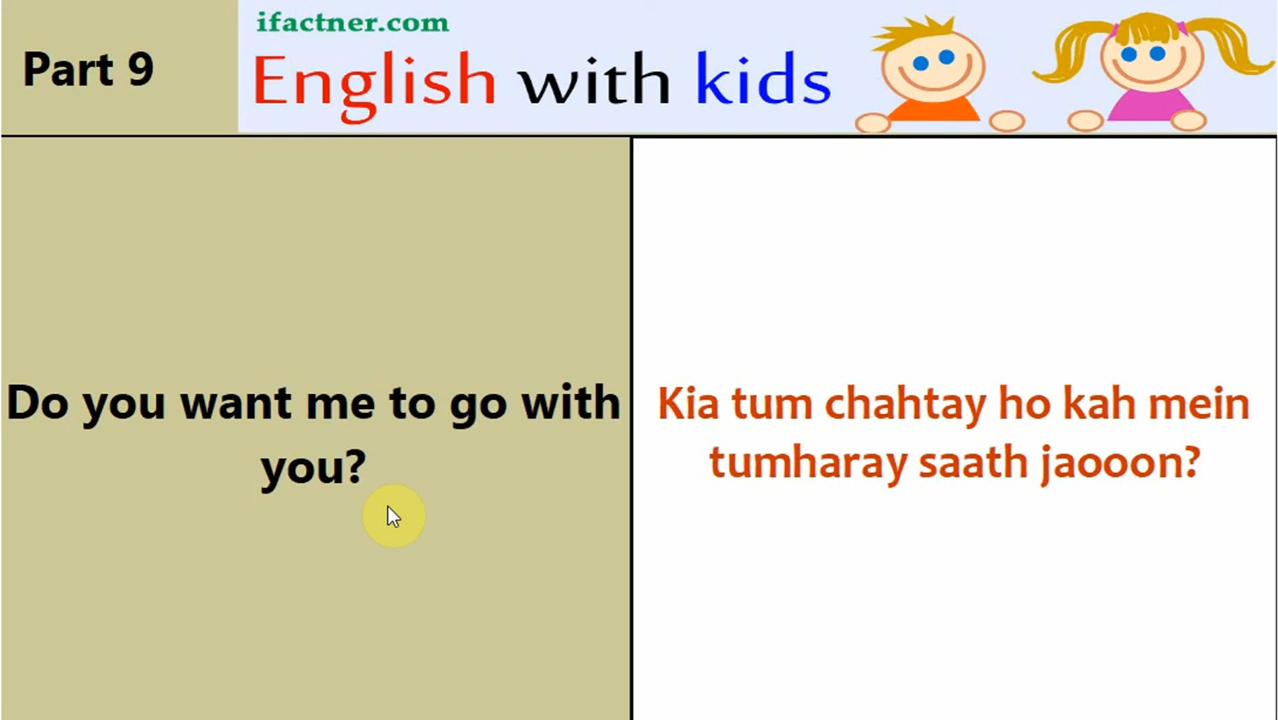 Part 9
ifactner.com
English with kids
Do you want me to go with
you?
Kia tum chahtay ho kah mein
tumharay saath jaooon?